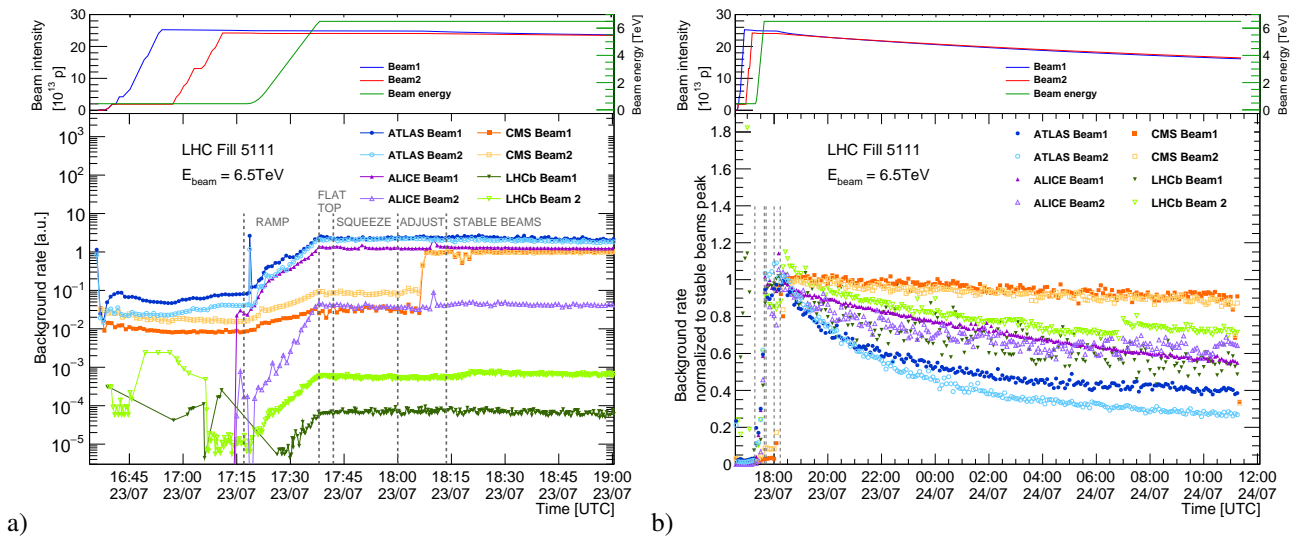 Beam intensity
[10¹³ p]
30
20
10
0
Beam1
Beam2
Beam energy
6
4
2
0
Beam energy [TeV]
Background rate [a.u.]
10³
10²
10
1
10⁻¹
10⁻²
10⁻³
10⁻⁴
10⁻⁵
LHC Fill 5111
E_beam = 6.5TeV
ATLAS Beam1
ATLAS Beam2
ALICE Beam1
ALICE Beam2
CMS Beam1
CMS Beam2
LHCb Beam1
LHCb Beam 2
RAMP
FLAT
TOP
SQUEEZE
ADJUST
STABLE BEAMS
16:45 17:00 17:15 17:30 17:45 18:00 18:15 18:30 18:45 19:00
23/07 23/07 23/07 23/07 23/07 23/07 23/07 23/07 23/07 23/07
Time [UTC]
a)
Beam intensity
[10¹³ p]
30
20
10
0
Beam1
Beam2
Beam energy
6
4
2
0
Beam energy [TeV]
Background rate
normalized to stable beams peak
1.8
1.6
1.4
1.2
1
0.8
0.6
0.4
0.2
0
LHC Fill 5111
E_beam = 6.5TeV
ATLAS Beam1
ATLAS Beam2
ALICE Beam1
ALICE Beam2
CMS Beam1
CMS Beam2
LHCb Beam1
LHCb Beam 2
18:00 20:00 22:00 00:00 02:00 04:00 06:00 08:00 10:00 12:00
23/07 23/07 23/07 24/07 24/07 24/07 24/07 24/07 24/07 24/07
Time [UTC]
b)